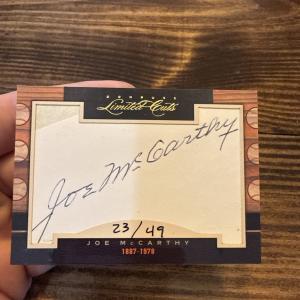 DONRUSS
Limited Cuts
Joe McCarthy
23/49
JOE McCARTHY
1887-1978